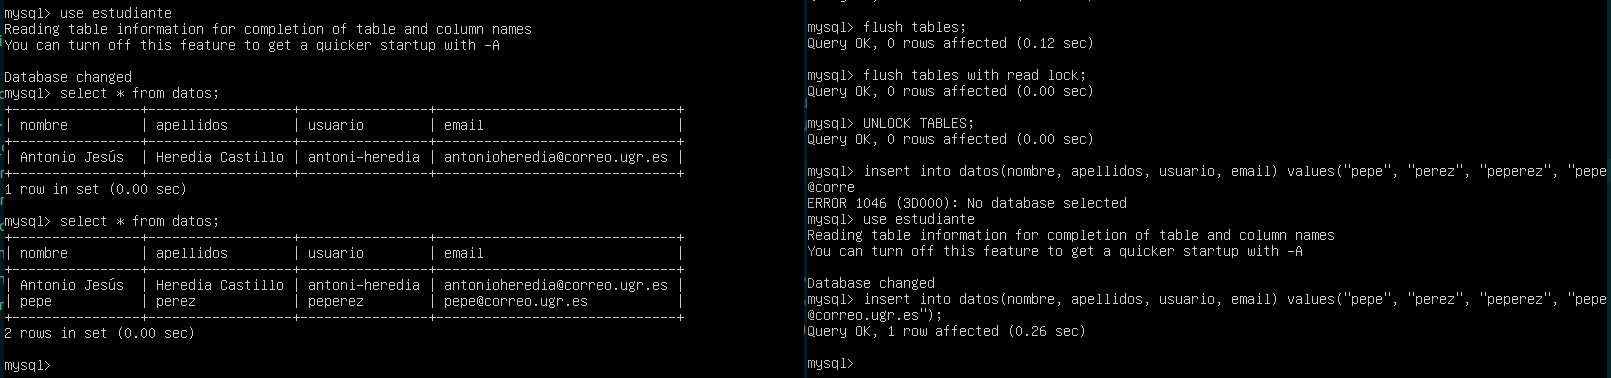 mysql> use estudiante
Reading table information for completion of table and column names
You can turn off this feature to get a quicker startup with -A
Database changed
mysql> select * from datos;
+-----------------+------------------+----------------+------------------------------+
| nombre | apellidos | usuario | email |
+-----------------+------------------+----------------+------------------------------+
| Antonio Jesús | Heredia Castillo | antoni-heredia | antonioheredia@correo.ugr.es |
+-----------------+------------------+----------------+------------------------------+
1 row in set (0.00 sec)
mysql> select * from datos;
+-----------------+------------------+----------------+------------------------------+
| nombre | apellidos | usuario | email |
+-----------------+------------------+----------------+------------------------------+
| Antonio Jesús | Heredia Castillo | antoni-heredia | antonioheredia@correo.ugr.es |
| pepe | perez | peperez | pepe@correo.ugr.es |
+-----------------+------------------+----------------+------------------------------+
2 rows in set (0.00 sec)
mysql>
mysql> flush tables;
Query OK, 0 rows affected (0.12 sec)
mysql> flush tables with read lock;
Query OK, 0 rows affected (0.00 sec)
mysql> UNLOCK TABLES;
Query OK, 0 rows affected (0.00 sec)
mysql> insert into datos(nombre, apellidos, usuario, email) values("pepe", "perez", "peperez", "pepe
@corre
ERROR 1046 (3D000): No database selected
mysql> use estudiante
Reading table information for completion of table and column names
You can turn off this feature to get a quicker startup with -A
Database changed
mysql> insert into datos(nombre, apellidos, usuario, email) values("pepe", "perez", "peperez", "pepe
@correo.ugr.es");
Query OK, 1 row affected (0.26 sec)
mysql>